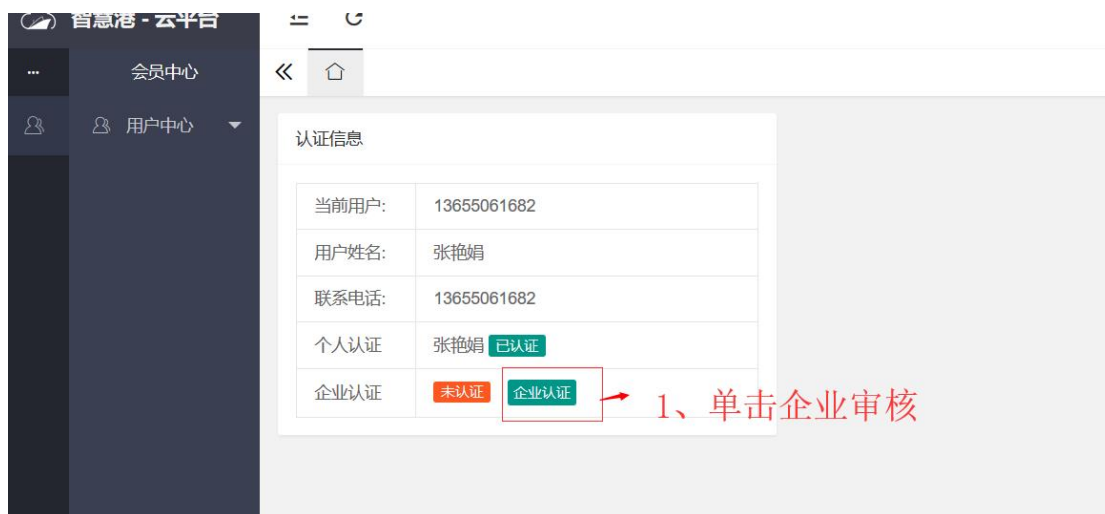 智慧港 - 云平台
会员中心
用户中心
认证信息
当前用户: 13655061682
用户姓名: 张艳娟
联系电话: 13655061682
个人认证 张艳娟 已认证
企业认证 未认证 企业认证
1、单击企业审核